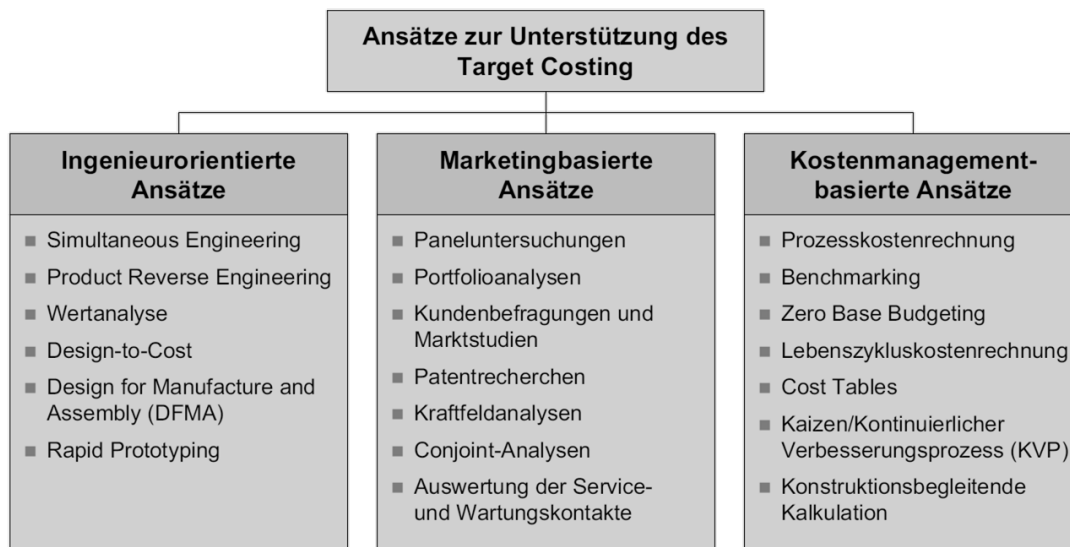 Ansätze zur Unterstützung des
Target Costing
Ingenieurorientierte
Ansätze
■ Simultaneous Engineering
■ Product Reverse Engineering
■ Wertanalyse
■ Design-to-Cost
■ Design for Manufacture and
Assembly (DFMA)
■ Rapid Prototyping
Marketingbasierte
Ansätze
■ Paneluntersuchungen
■ Portfolioanalysen
■ Kundenbefragungen und
Marktstudien
■ Patentrecherchen
■ Kraftfeldanalysen
■ Conjoint-Analysen
■ Auswertung der Service-
und Wartungskontakte
Kostenmanagement-
basierte Ansätze
■ Prozesskostenrechnung
■ Benchmarking
■ Zero Base Budgeting
■ Lebenszykluskostenrechnung
■ Cost Tables
■ Kaizen/Kontinuierlicher
Verbesserungsprozess (KVP)
■ Konstruktionsbegleitende
Kalkulation